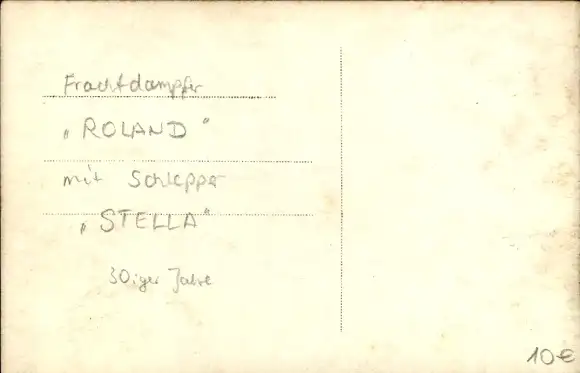 Frachtdampfer
"ROLAND"
mit Schlepper
"STELLA"
30iger Jahre
10€